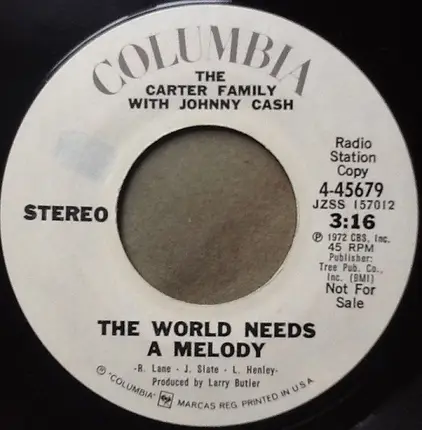 COLUMBIA
THE
CARTER FAMILY
WITH JOHNNY CASH
Radio
Station
Copy
4-45679
JZSS 157012
STEREO
3:16
Ⓟ 1972 CBS, Inc.
45 RPM
Publisher:
Tree Pub. Co.,
Inc. (BMI)
Not For
Sale
THE WORLD NEEDS
A MELODY
-R. Lane - J. Slate - L. Henley-
Produced by Larry Butler
© "COLUMBIA" MARCAS REG. PRINTED IN U.S.A.